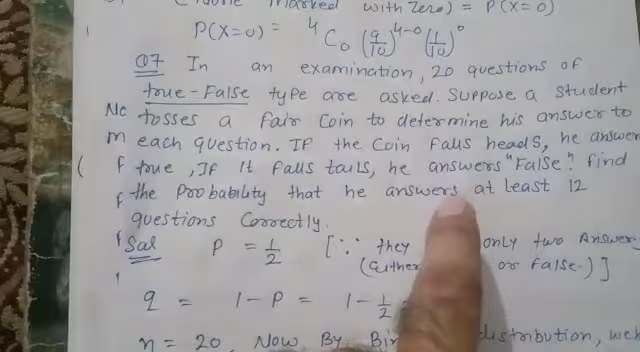 marked with Zero) = P(X=0)
P(X=0) = ⁴C₀ (9/10)⁴⁻⁰ (1/10)⁰
Q7 In an examination, 20 questions of
true-False type are asked. Suppose a student
tosses a fair coin to determine his answer to
each question. If the coin falls heads, he answer
true, If it falls tails, he answers "False". find
the Probability that he answers at least 12
questions correctly.
Sol P = 1/2 [∵ they only two Answer
(Either or False.)]
q = 1 - P = 1 - 1/2
n = 20, Now By Bin distribution, we